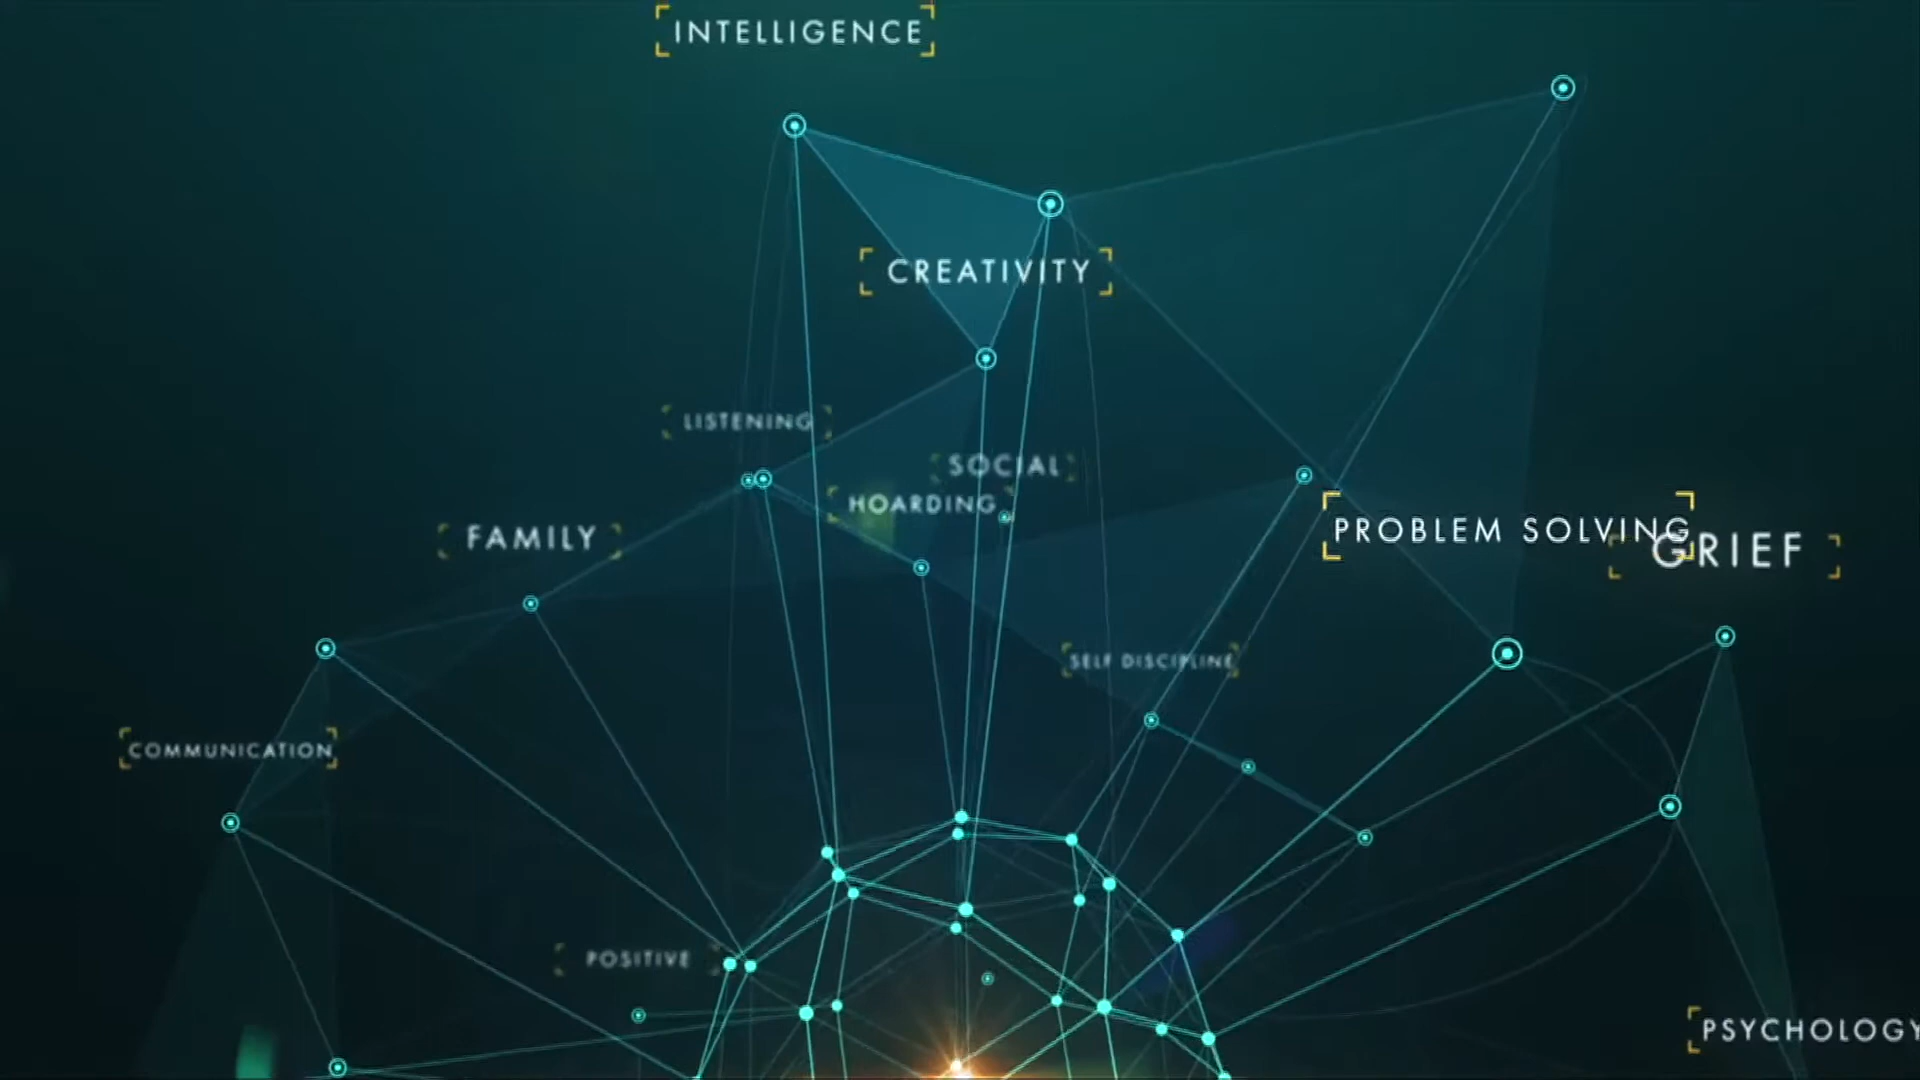 INTELLIGENCE
CREATIVITY
LISTENING
SOCIAL
HOARDING
FAMILY
PROBLEM SOLVING
GRIEF
SELF DISCIPLINE
COMMUNICATION
POSITIVE
PSYCHOLOGY